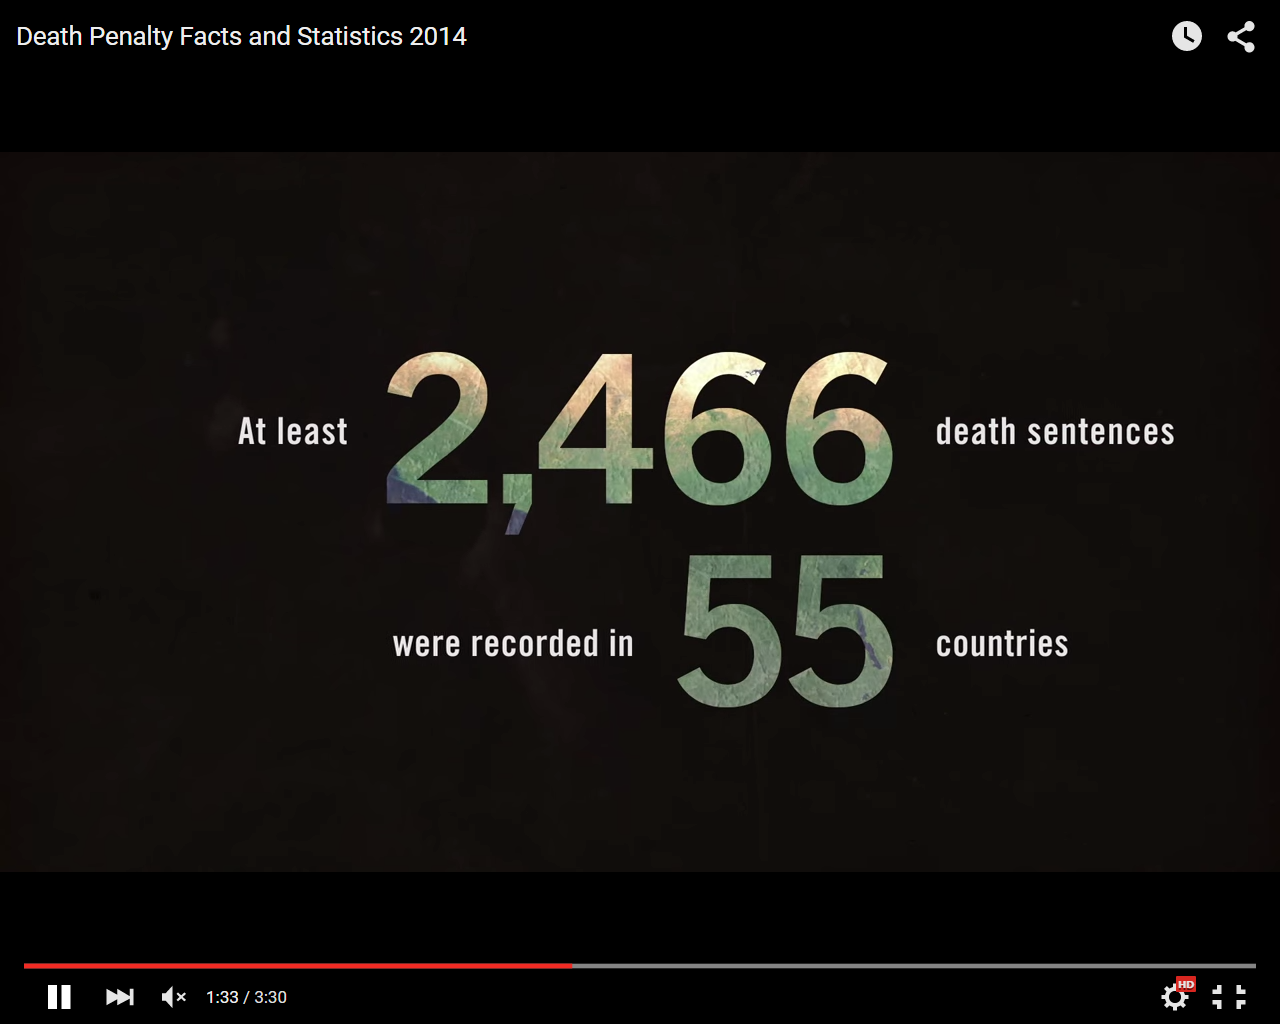 Death Penalty Facts and Statistics 2014
At least 2,466 death sentences
were recorded in 55 countries
HD
1:33 / 3:30